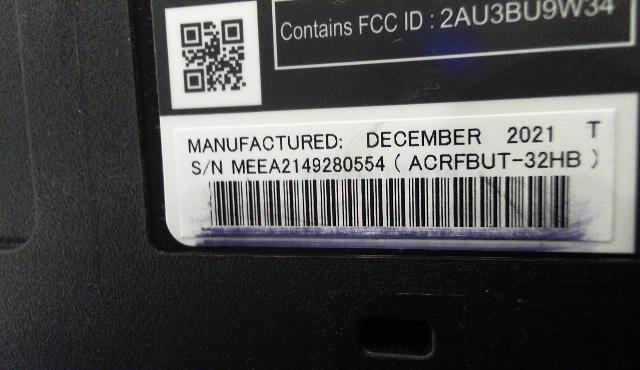 Contains FCC ID : 2AU3BU9W34
MANUFACTURED: DECEMBER 2021 T
S/N MEEA2149280554 ( ACRFBUT-32HB )